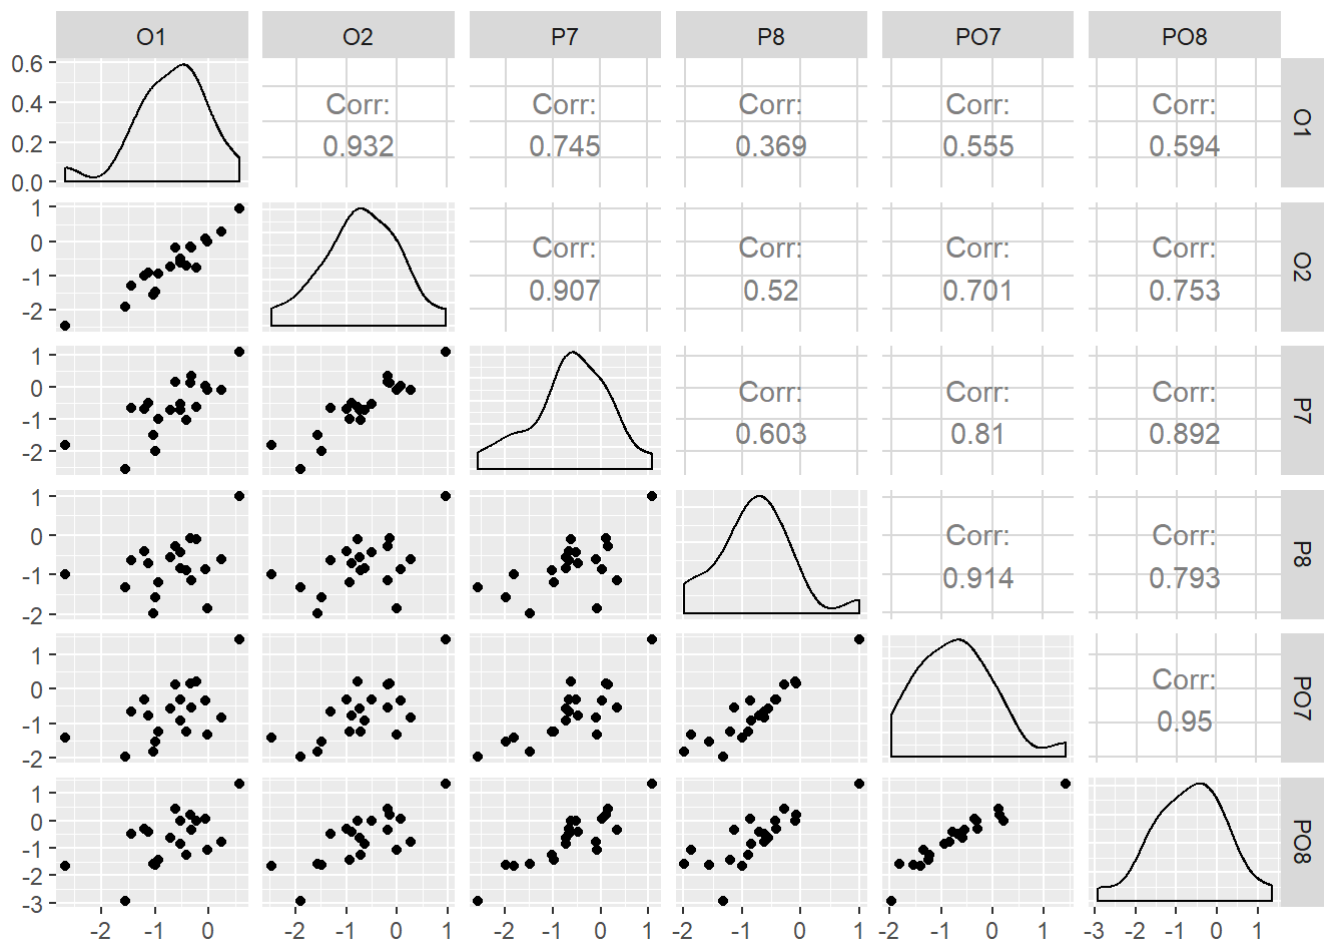 O1 O2 P7 P8 PO7 PO8
0.6
0.4
0.2
0.0
Corr:
0.932
Corr:
0.745
Corr:
0.369
Corr:
0.555
Corr:
0.594
O1
1
0
-1
-2
Corr:
0.907
Corr:
0.52
Corr:
0.701
Corr:
0.753
O2
1
0
-1
-2
Corr:
0.603
Corr:
0.81
Corr:
0.892
P7
1
0
-1
-2
Corr:
0.914
Corr:
0.793
P8
1
0
-1
-2
Corr:
0.95
PO7
1
0
-1
-2
-3
PO8
-2 -1 0
-2 -1 0 1
-2 -1 0 1
-2 -1 0 1
-2 -1 0 1
-3 -2 -1 0 1